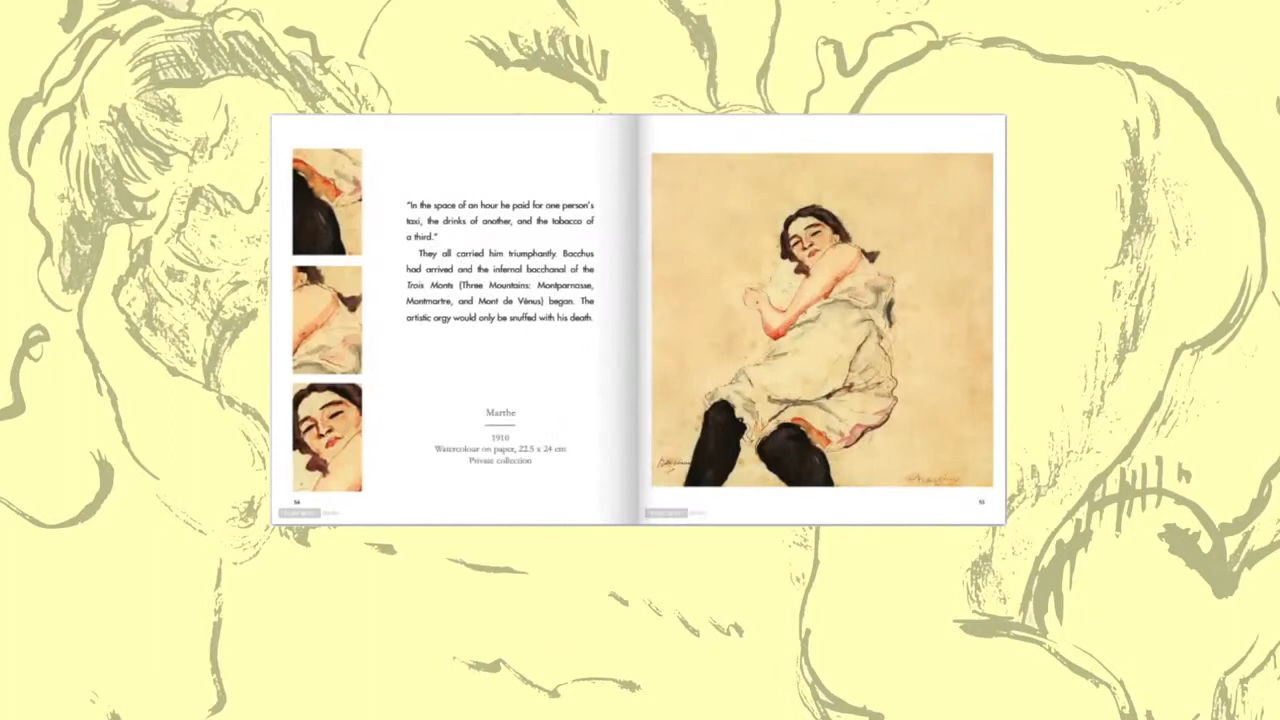 "In the space of an hour he paid for one person's
taxi, the drinks of another, and the tobacco of
a third."
They all carried him triumphantly. Bacchus
had arrived and the infernal bacchanal of the
Trois Monts (Three Mountains: Montparnasse,
Montmartre, and Mont de Vénus) began. The
artistic orgy would only be snuffed with his death.
Marthe
1910
Watercolour on paper, 22.5 x 24 cm
Private collection
54
55